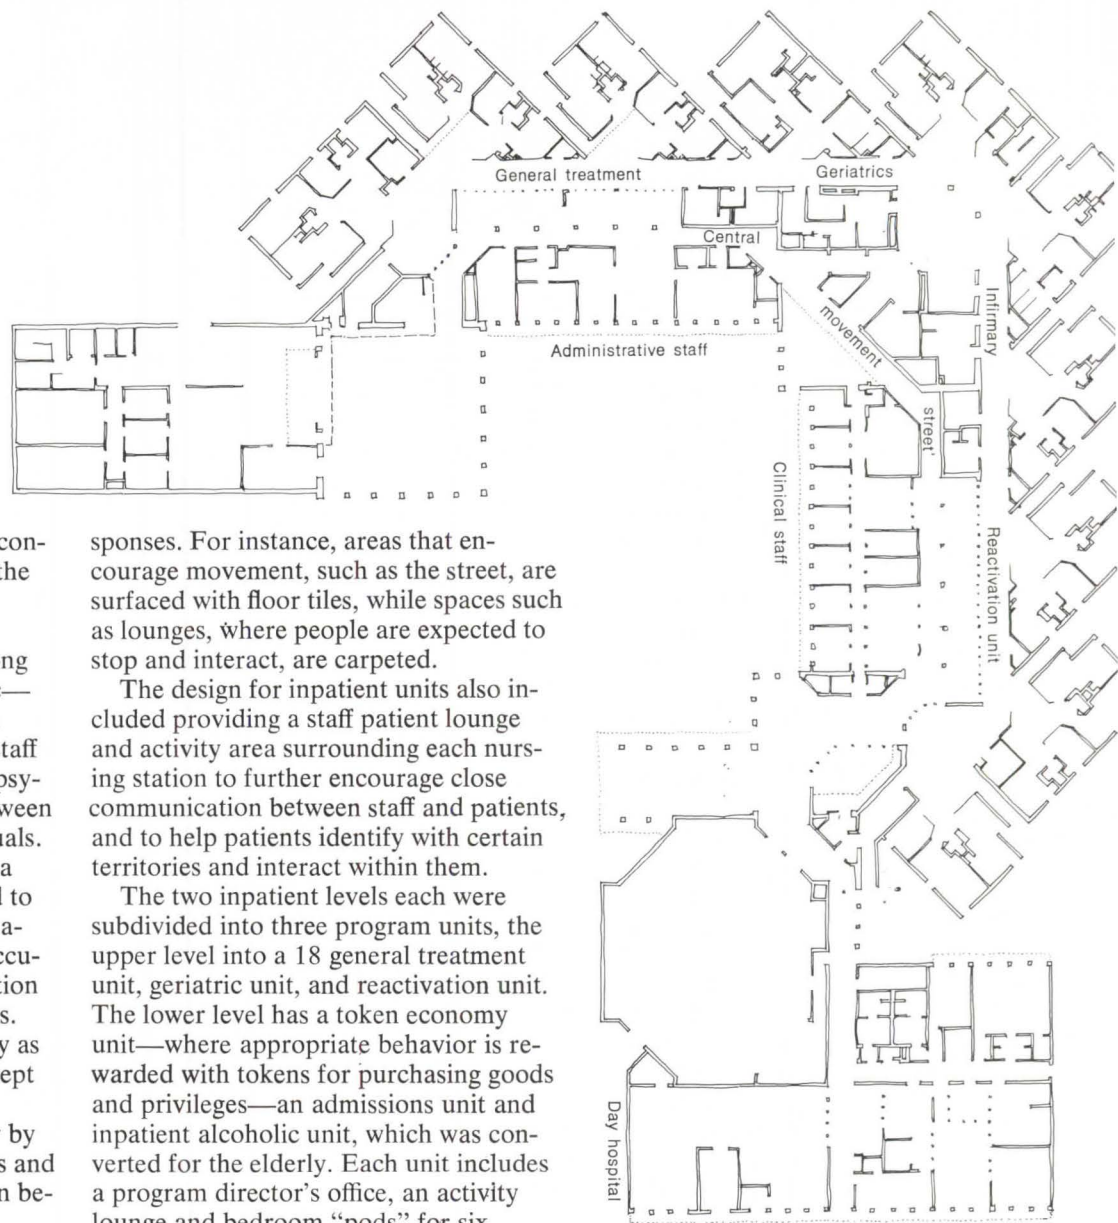 General treatment
Geriatrics
Central
movement
street'
Infirmary
Administrative staff
Clinical staff
Reactivation unit
Day hospital
con-
the
ng
staff
psy-
ween
uals.
a
l to
a-
ccu-
tion
s.
y as
ept
by
s and
n be-
sponses. For instance, areas that en-
courage movement, such as the street, are
surfaced with floor tiles, while spaces such
as lounges, where people are expected to
stop and interact, are carpeted.
The design for inpatient units also in-
cluded providing a staff patient lounge
and activity area surrounding each nurs-
ing station to further encourage close
communication between staff and patients,
and to help patients identify with certain
territories and interact within them.
The two inpatient levels each were
subdivided into three program units, the
upper level into a 18 general treatment
unit, geriatric unit, and reactivation unit.
The lower level has a token economy
unit—where appropriate behavior is re-
warded with tokens for purchasing goods
and privileges—an admissions unit and
inpatient alcoholic unit, which was con-
verted for the elderly. Each unit includes
a program director's office, an activity
lounge and bedroom "pods" for six